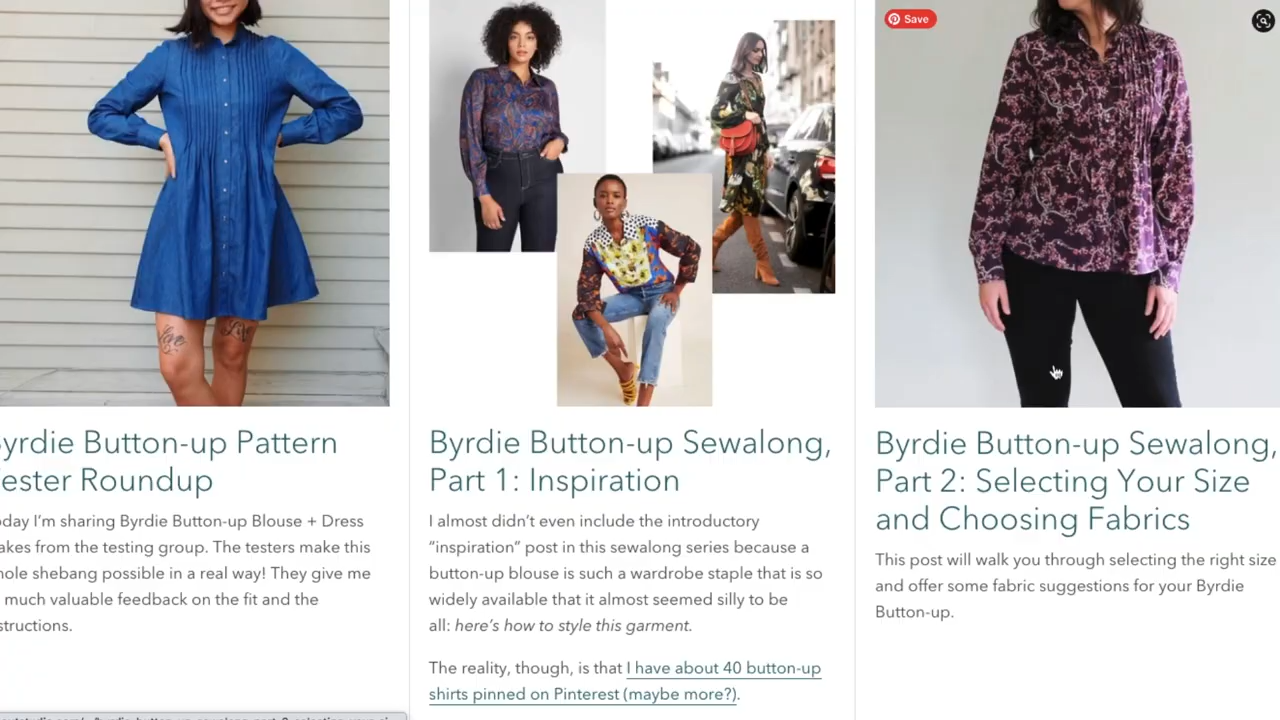 Save
yrdie Button-up Pattern
ester Roundup
day I'm sharing Byrdie Button-up Blouse + Dress
akes from the testing group. The testers make this
ole shebang possible in a real way! They give me
much valuable feedback on the fit and the
structions.
Byrdie Button-up Sewalong,
Part 1: Inspiration
I almost didn't even include the introductory
“inspiration” post in this sewalong series because a
button-up blouse is such a wardrobe staple that is so
widely available that it almost seemed silly to be
all: here's how to style this garment.
The reality, though, is that I have about 40 button-up
shirts pinned on Pinterest (maybe more?).
Byrdie Button-up Sewalong,
Part 2: Selecting Your Size
and Choosing Fabrics
This post will walk you through selecting the right size
and offer some fabric suggestions for your Byrdie
Button-up.